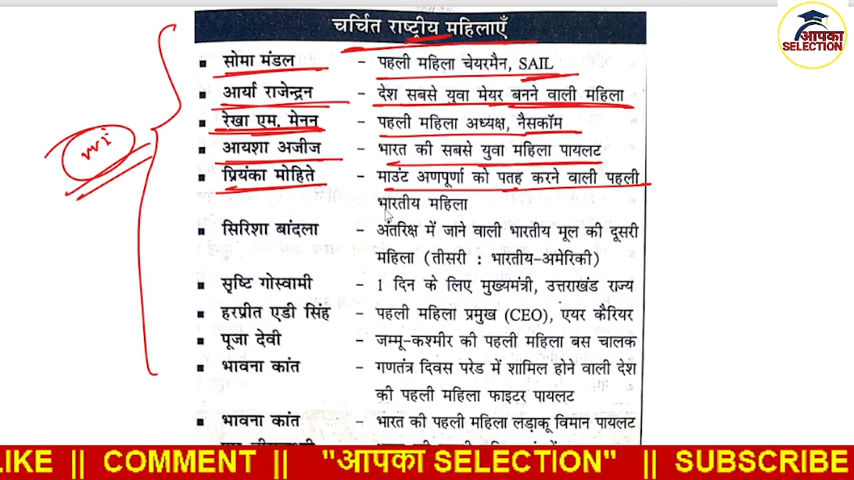 चर्चित राष्ट्रीय महिलाएँ
आपका
SELECTION
सोमा मंडल - पहली महिला चेयरमैन, SAIL
आर्या राजेन्द्रन - देश सबसे युवा मेयर बनने वाली महिला
रेखा एम. मेनन - पहली महिला अध्यक्ष, नैसकॉम
आयशा अजीज - भारत की सबसे युवा महिला पायलट
प्रियंका मोहिते - माउंट अणपूर्णा को पतह करने वाली पहली
भारतीय महिला
सिरिशा बांदला - अंतरिक्ष में जाने वाली भारतीय मूल की दूसरी
महिला (तीसरी : भारतीय-अमेरिकी)
सृष्टि गोस्वामी - 1 दिन के लिए मुख्यमंत्री, उत्तराखंड राज्य
हरप्रीत एडी सिंह - पहली महिला प्रमुख (CEO), एयर कैरियर
पूजा देवी - जम्मू-कश्मीर की पहली महिला बस चालक
भावना कांत - गणतंत्र दिवस परेड में शामिल होने वाली देश
की पहली महिला फाइटर पायलट
भावना कांत - भारत की पहली महिला लड़ाकू विमान पायलट
LIKE || COMMENT || "आपका SELECTION" || SUBSCRIBE